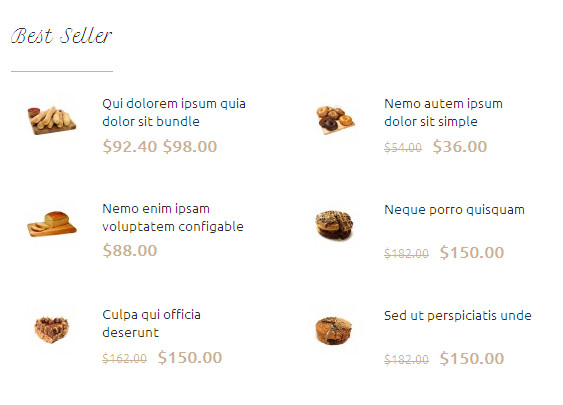 Best Seller
Qui dolorem ipsum quia
dolor sit bundle
$92.40 $98.00
Nemo autem ipsum
dolor sit simple
$54.00 $36.00
Nemo enim ipsam
voluptatem configable
$88.00
Neque porro quisquam
$182.00 $150.00
Culpa qui officia
deserunt
$162.00 $150.00
Sed ut perspiciatis unde
$182.00 $150.00